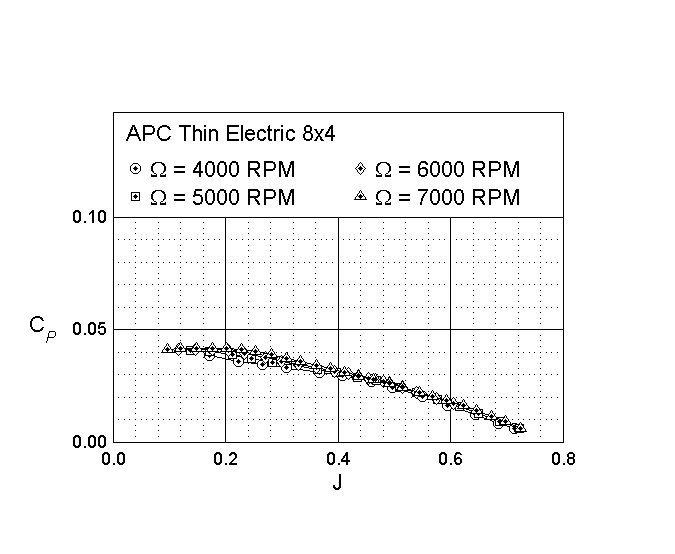 APC Thin Electric 8x4
Ω = 4000 RPM Ω = 6000 RPM
Ω = 5000 RPM Ω = 7000 RPM
0.10
0.05
C_P
0.00
0.0 0.2 0.4 0.6 0.8
J